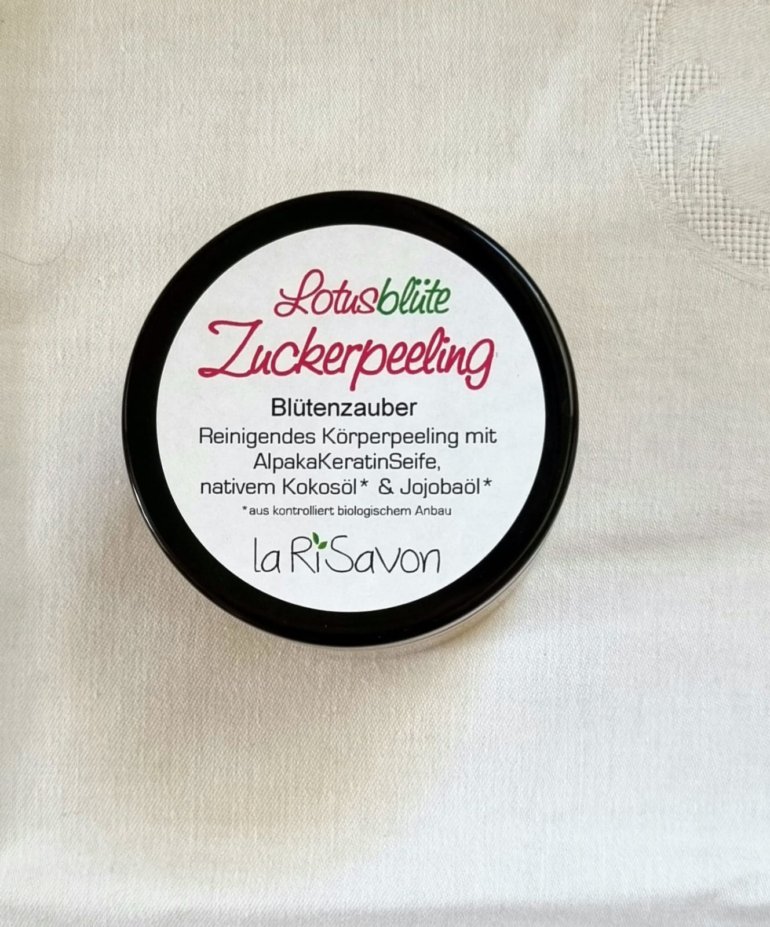 Lotusblüte
Zuckerpeeling
Blütenzauber
Reinigendes Körperpeeling mit
AlpakaKeratinSeife,
nativem Kokosöl* & Jojobaöl*
*aus kontrolliert biologischem Anbau
la RiSavon